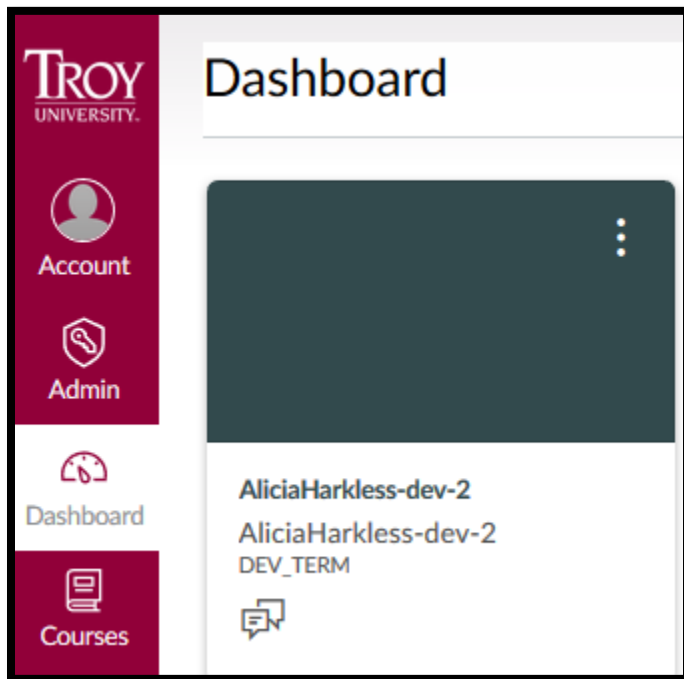 TROY
UNIVERSITY.
Dashboard
Account
Admin
Dashboard
Courses
AliciaHarkless-dev-2
AliciaHarkless-dev-2
DEV_TERM